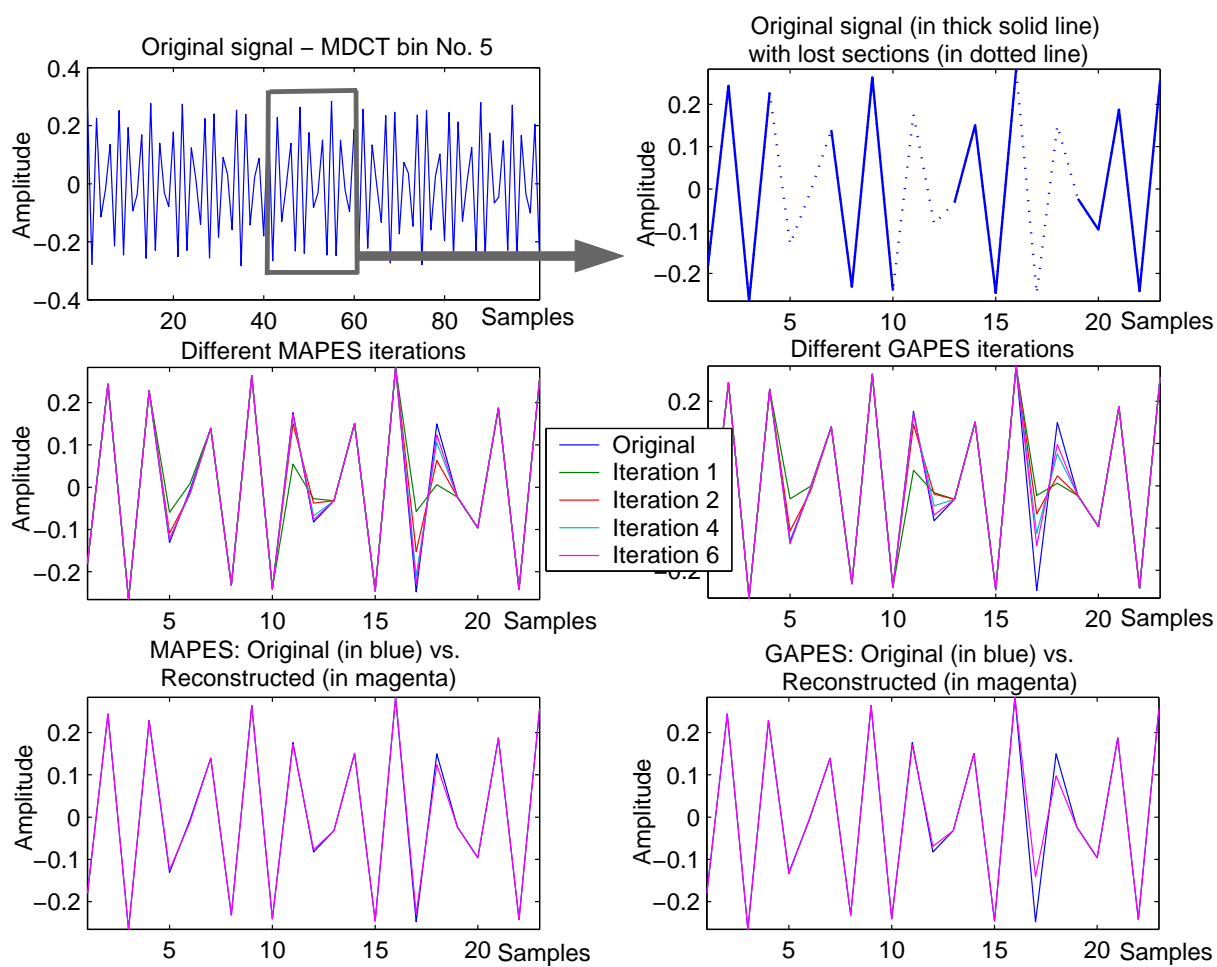 Original signal – MDCT bin No. 5
0.4
0.2
0
−0.2
−0.4
Amplitude
20
40
60
80
Samples
Original signal (in thick solid line)
with lost sections (in dotted line)
0.2
0.1
0
−0.1
−0.2
Amplitude
5
10
15
20
Samples
Different MAPES iterations
0.2
0.1
0
−0.1
−0.2
Amplitude
5
10
15
20
Samples
Different GAPES iterations
0.2
−0.2
5
10
15
20
Samples
Original
Iteration 1
Iteration 2
Iteration 4
Iteration 6
MAPES: Original (in blue) vs.
Reconstructed (in magenta)
0.2
0.1
0
−0.1
−0.2
Amplitude
5
10
15
20
Samples
GAPES: Original (in blue) vs.
Reconstructed (in magenta)
0.2
0.1
0
−0.1
−0.2
Amplitude
5
10
15
20
Samples